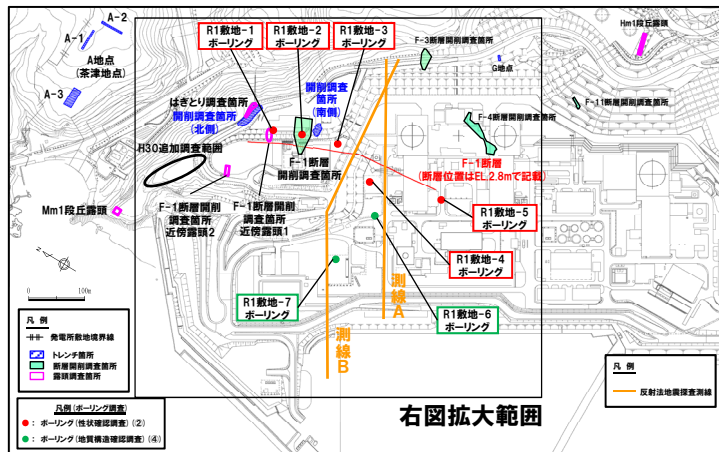 A-1
A-2
A地点
(茶津地点)
A-3
R1敷地-1
ボーリング
R1敷地-2
ボーリング
R1敷地-3
ボーリング
F-3断層開削調査箇所
G地点
Hm1段丘露頭
はぎとり調査箇所
開削調査箇所
(北側)
開削調査
箇所
(南側)
F-11断層開削調査箇所
F-4断層開削調査箇所
H30追加調査範囲
F-1断層
開削調査箇所
F-1断層
(断層位置はEL.2.8mで記載)
Mm1段丘露頭
F-1断層開削
調査箇所
近傍露頭2
F-1断層開削
調査箇所
近傍露頭1
R1敷地-5
ボーリング
R1敷地-4
ボーリング
N
0
100m
R1敷地-7
ボーリング
測線A
R1敷地-6
ボーリング
測線B
凡 例
発電所敷地境界線
トレンチ箇所
断層開削調査箇所
露頭調査箇所
凡 例
反射法地震探査測線
右図拡大範囲
凡例(ボーリング調査)
: ボーリング(性状確認調査)(②)
: ボーリング(地質構造確認調査)(④)